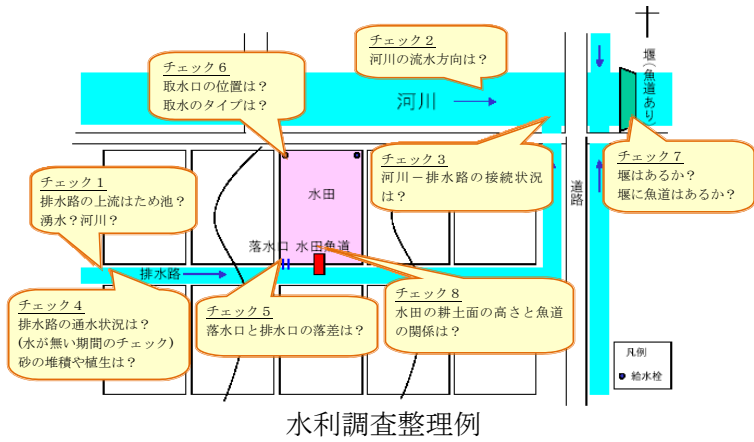 チェック２
河川の流水方向は？
チェック６
取水口の位置は？
取水のタイプは？
河川
堰(魚道あり)
チェック１
排水路の上流はため池？
湧水？河川？
チェック３
河川－排水路の接続状況
は？
チェック７
堰はあるか？
堰に魚道はあるか？
水田
道路
落水口 水田魚道
排水路
チェック４
排水路の通水状況は？
(水が無い期間のチェック)
砂の堆積や植生は？
チェック５
落水口と排水口の落差は？
チェック８
水田の耕土面の高さと魚道
の関係は？
凡例
給水栓
水利調査整理例